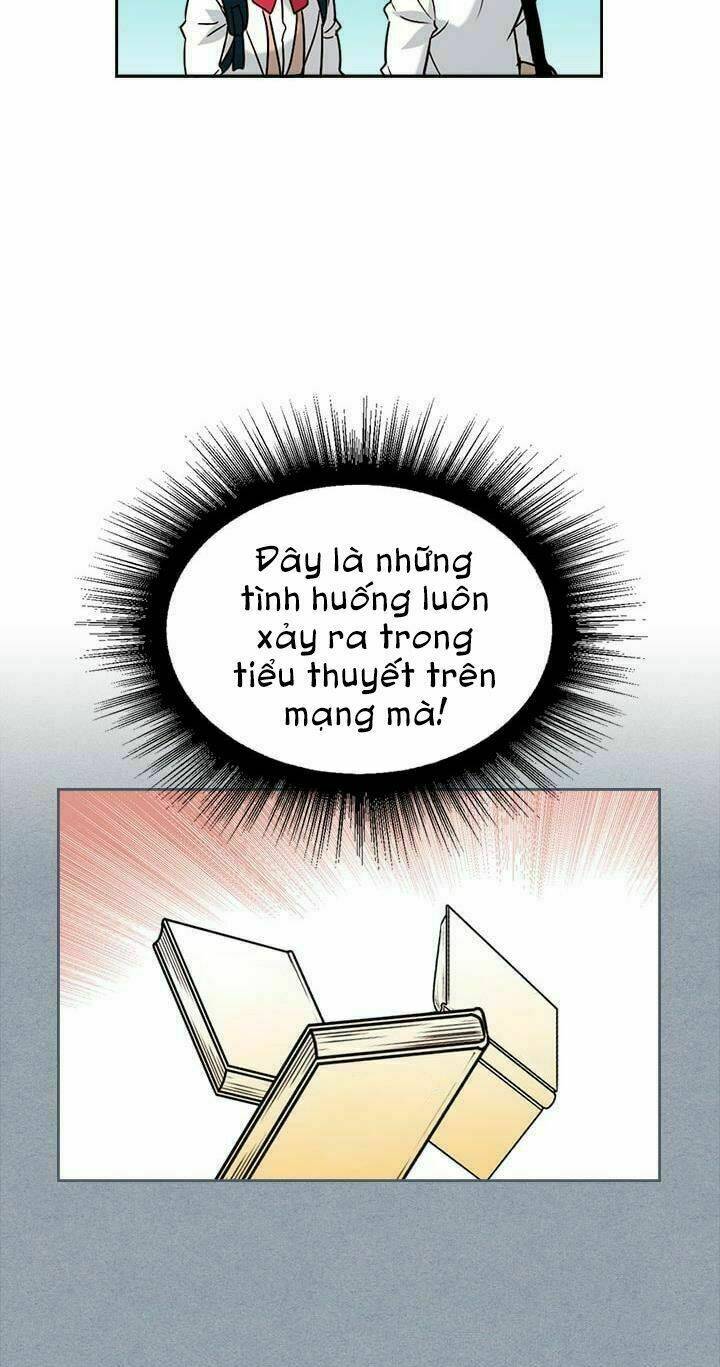 Đây là những
tình huống luôn
xảy ra trong
tiểu thuyết trên
mạng mà!